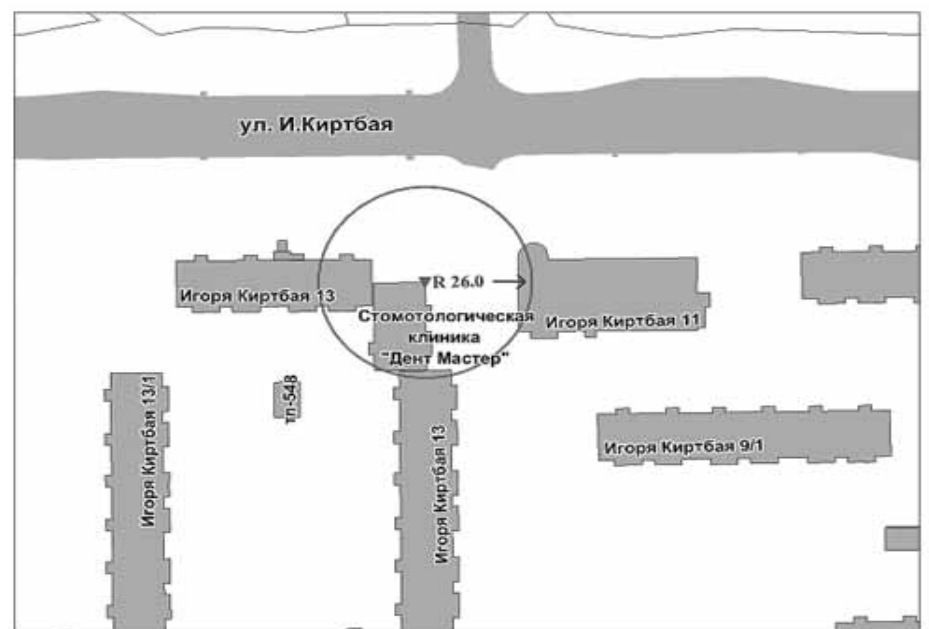 ул. И.Киртбая
R 26.0
Игоря Киртбая 13
Стомотологическая
клиника
"Дент Мастер"
Игоря Киртбая 11
Игоря Киртбая 13/1
тп-548
Игоря Киртбая 13
Игоря Киртбая 9/1